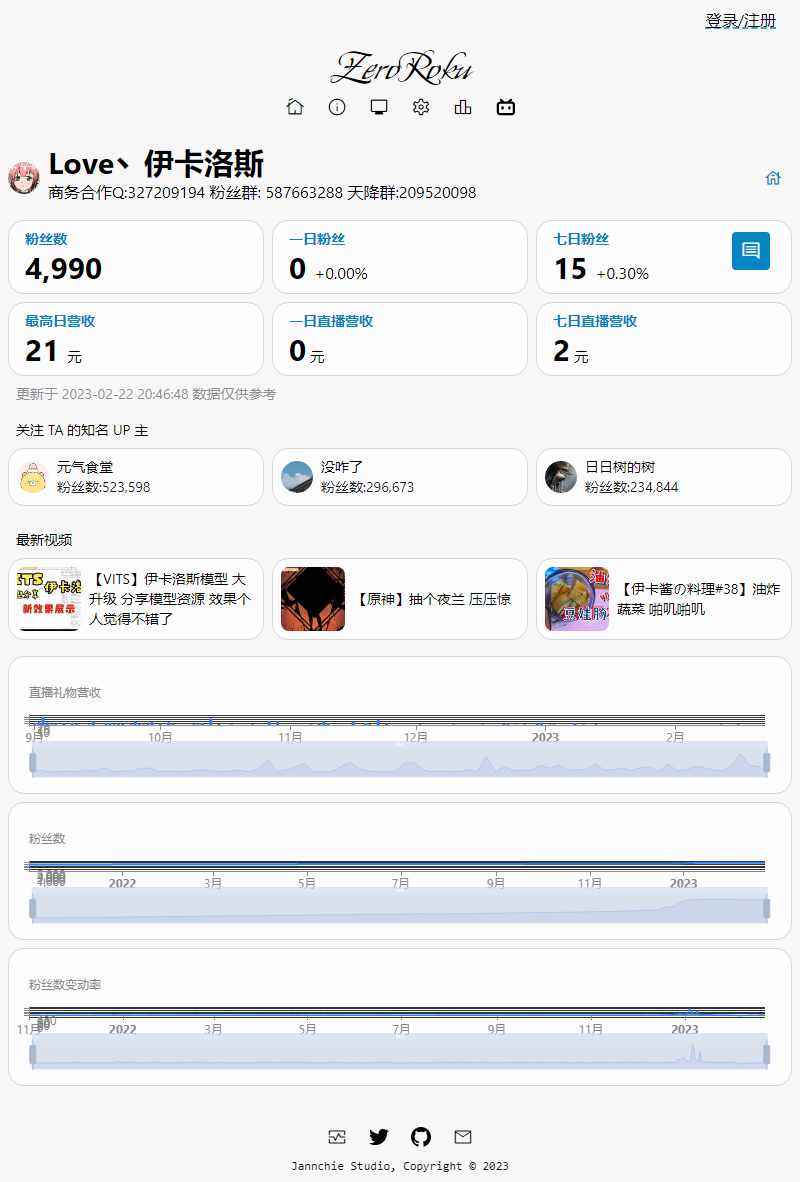 登录/注册
ZeroRoku
Love丶伊卡洛斯
商务合作Q:327209194 粉丝群: 587663288 天降群:209520098
粉丝数
4,990
一日粉丝
0 +0.00%
七日粉丝
15 +0.30%
最高日营收
21 元
一日直播营收
0 元
七日直播营收
2 元
更新于 2023-02-22 20:46:48 数据仅供参考
关注 TA 的知名 UP 主
元气食堂
粉丝数:523,598
没咋了
粉丝数:296,673
日日树的树
粉丝数:234,844
最新视频
【VITS】伊卡洛斯模型 大
升级 分享模型资源 效果个
人觉得不错了
【原神】抽个夜兰 压压惊
【伊卡酱の料理#38】油炸
蔬菜 啪叽啪叽
直播礼物营收
9月 10月 11月 12月 2023 2月
粉丝数
2022 3月 5月 7月 9月 11月 2023
粉丝数变动率
11月 2022 3月 5月 7月 9月 11月 2023
Jannchie Studio, Copyright © 2023